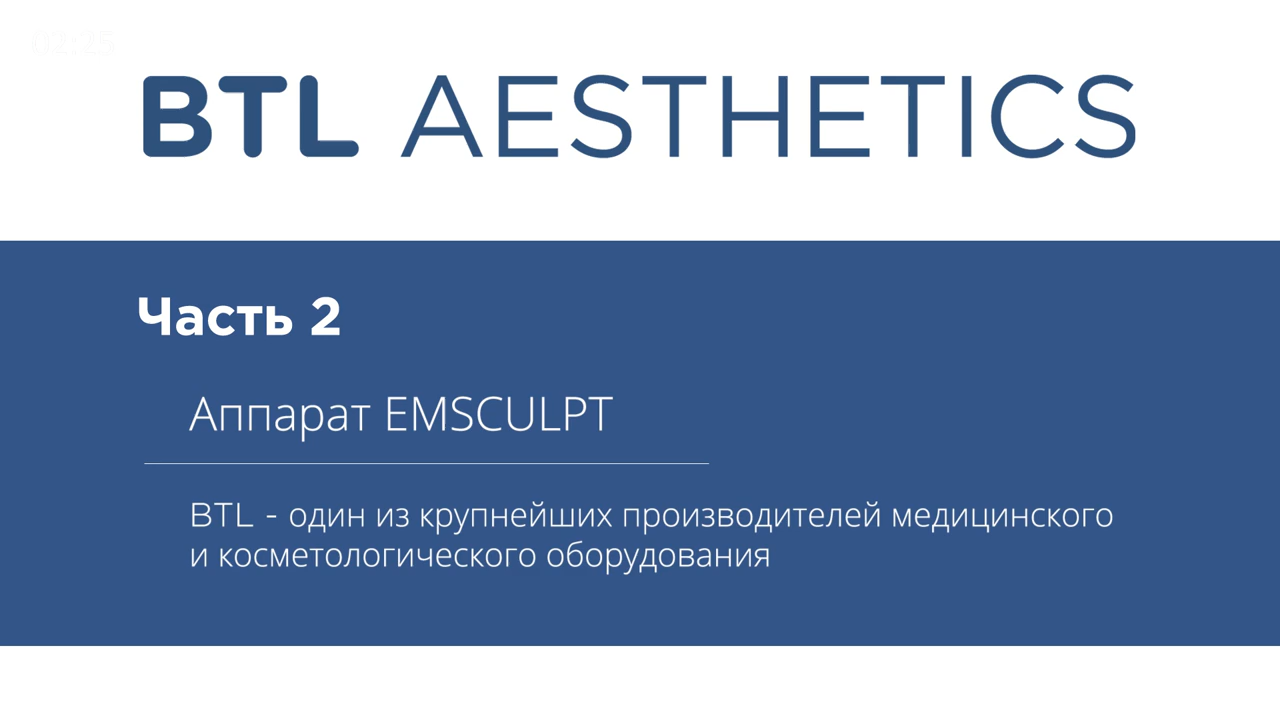 02:25
BTL AESTHETICS
Часть 2
Аппарат EMSCULPT
BTL - один из крупнейших производителей медицинского
и косметологического оборудования